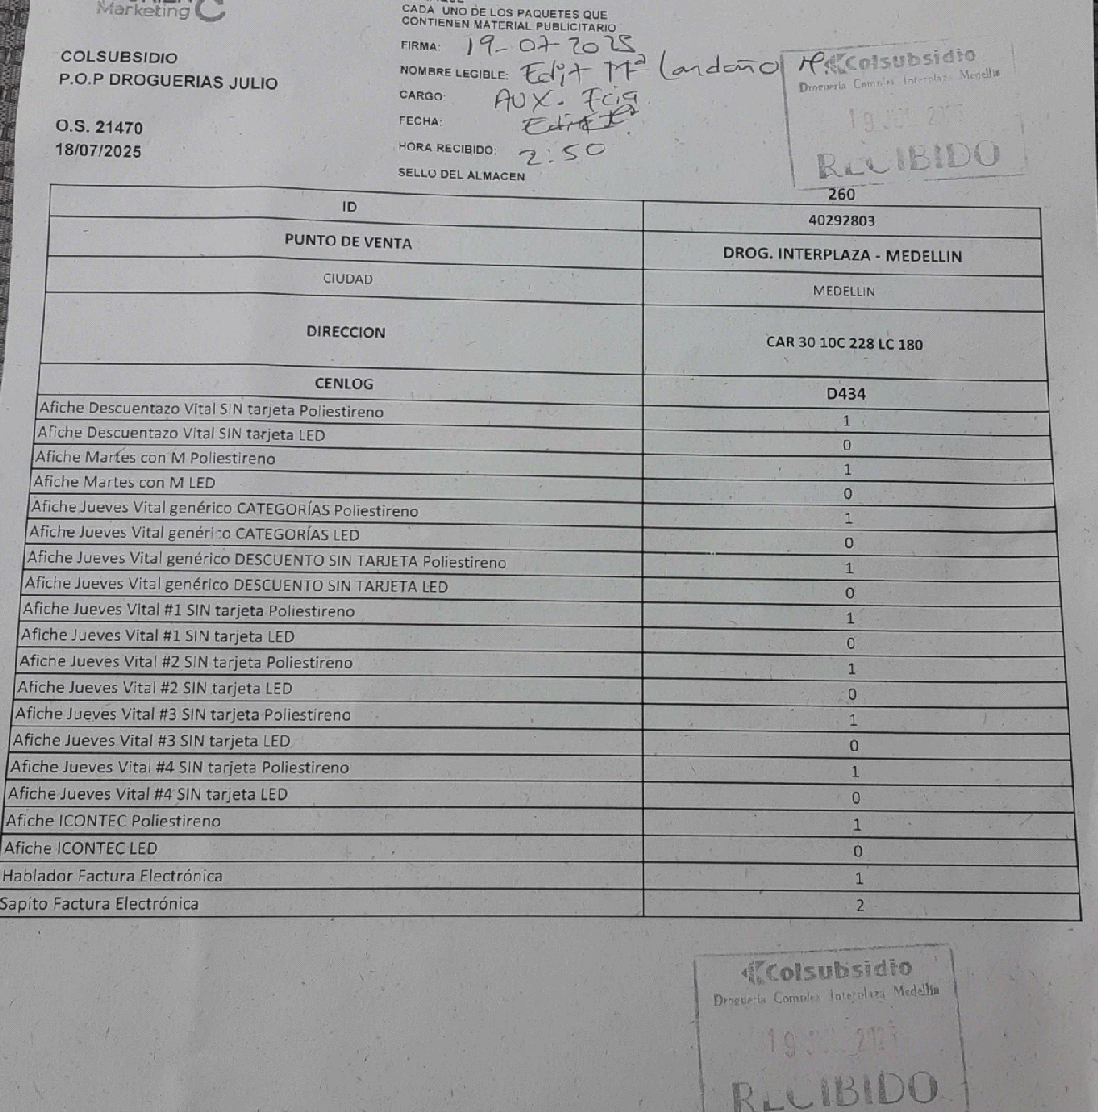 Marketing
CADA UNO DE LOS PAQUETES QUE
CONTIENEN MATERIAL PUBLICITARIO
COLSUBSIDIO
P.O.P DROGUERIAS JULIO
O.S. 21470
18/07/2025
FIRMA: 19-07-2025
NOMBRE LEGIBLE: Edit Mª Londoño M.
CARGO: AUX. Fcia
FECHA:
HORA RECIBIDO: 2:50
SELLO DEL ALMACEN
Colsubsidio
Interplaza Medellin
RECIBIDO
260
ID 40292803
PUNTO DE VENTA DROG. INTERPLAZA - MEDELLIN
CIUDAD MEDELLIN
DIRECCION CAR 30 10C 228 LC 180
CENLOG D434
Afiche Descuentazo Vital SIN tarjeta Poliestireno 1
Afiche Descuentazo Vital SIN tarjeta LED 0
Afiche Martes con M Poliestireno 1
Afiche Martes con M LED 0
Afiche Jueves Vital genérico CATEGORÍAS Poliestireno 1
Afiche Jueves Vital genérico CATEGORÍAS LED 0
Afiche Jueves Vital genérico DESCUENTO SIN TARJETA Poliestireno 1
Afiche Jueves Vital genérico DESCUENTO SIN TARJETA LED 0
Afiche Jueves Vital #1 SIN tarjeta Poliestireno 1
Afiche Jueves Vital #1 SIN tarjeta LED 0
Afiche Jueves Vital #2 SIN tarjeta Poliestireno 1
Afiche Jueves Vital #2 SIN tarjeta LED 0
Afiche Jueves Vital #3 SIN tarjeta Poliestireno 1
Afiche Jueves Vital #3 SIN tarjeta LED 0
Afiche Jueves Vital #4 SIN tarjeta Poliestireno 1
Afiche Jueves Vital #4 SIN tarjeta LED 0
Afiche ICONTEC Poliestireno 1
Afiche ICONTEC LED 0
Hablador Factura Electrónica 1
Sapito Factura Electrónica 2
Colsubsidio
Droguería Interplaza Medellin
RECIBIDO